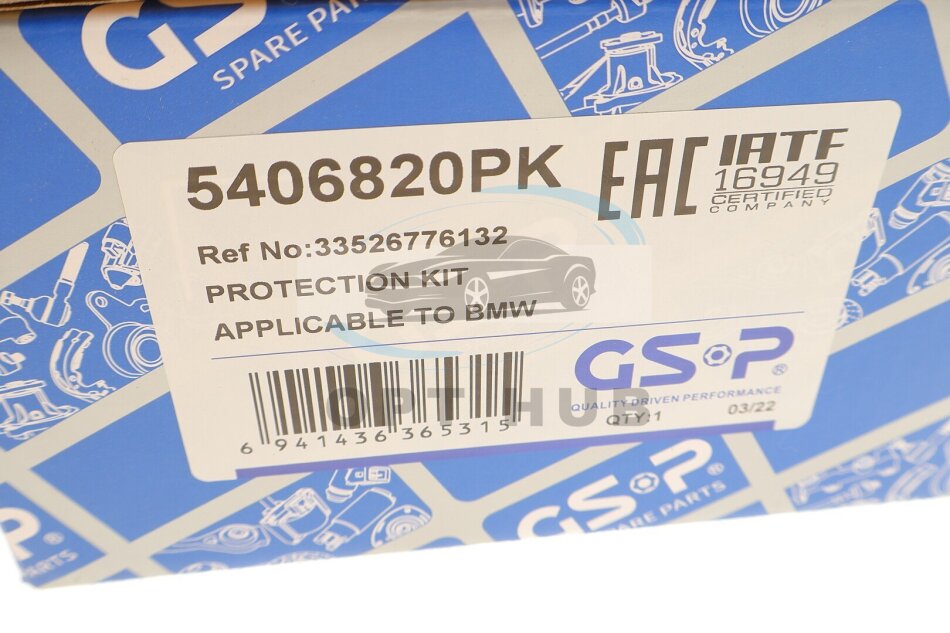 GSP
SPARE PARTS
5406820PK
EAC
IATF
16949
CERTIFIED
COMPANY
Ref No:33526776132
PROTECTION KIT
APPLICABLE TO BMW
GSP®
QUALITY DRIVEN PERFORMANCE
QTY:1 03/22
6 941436 365315
OPT HUB
GSP®
SPARE PARTS
P®
PARTS